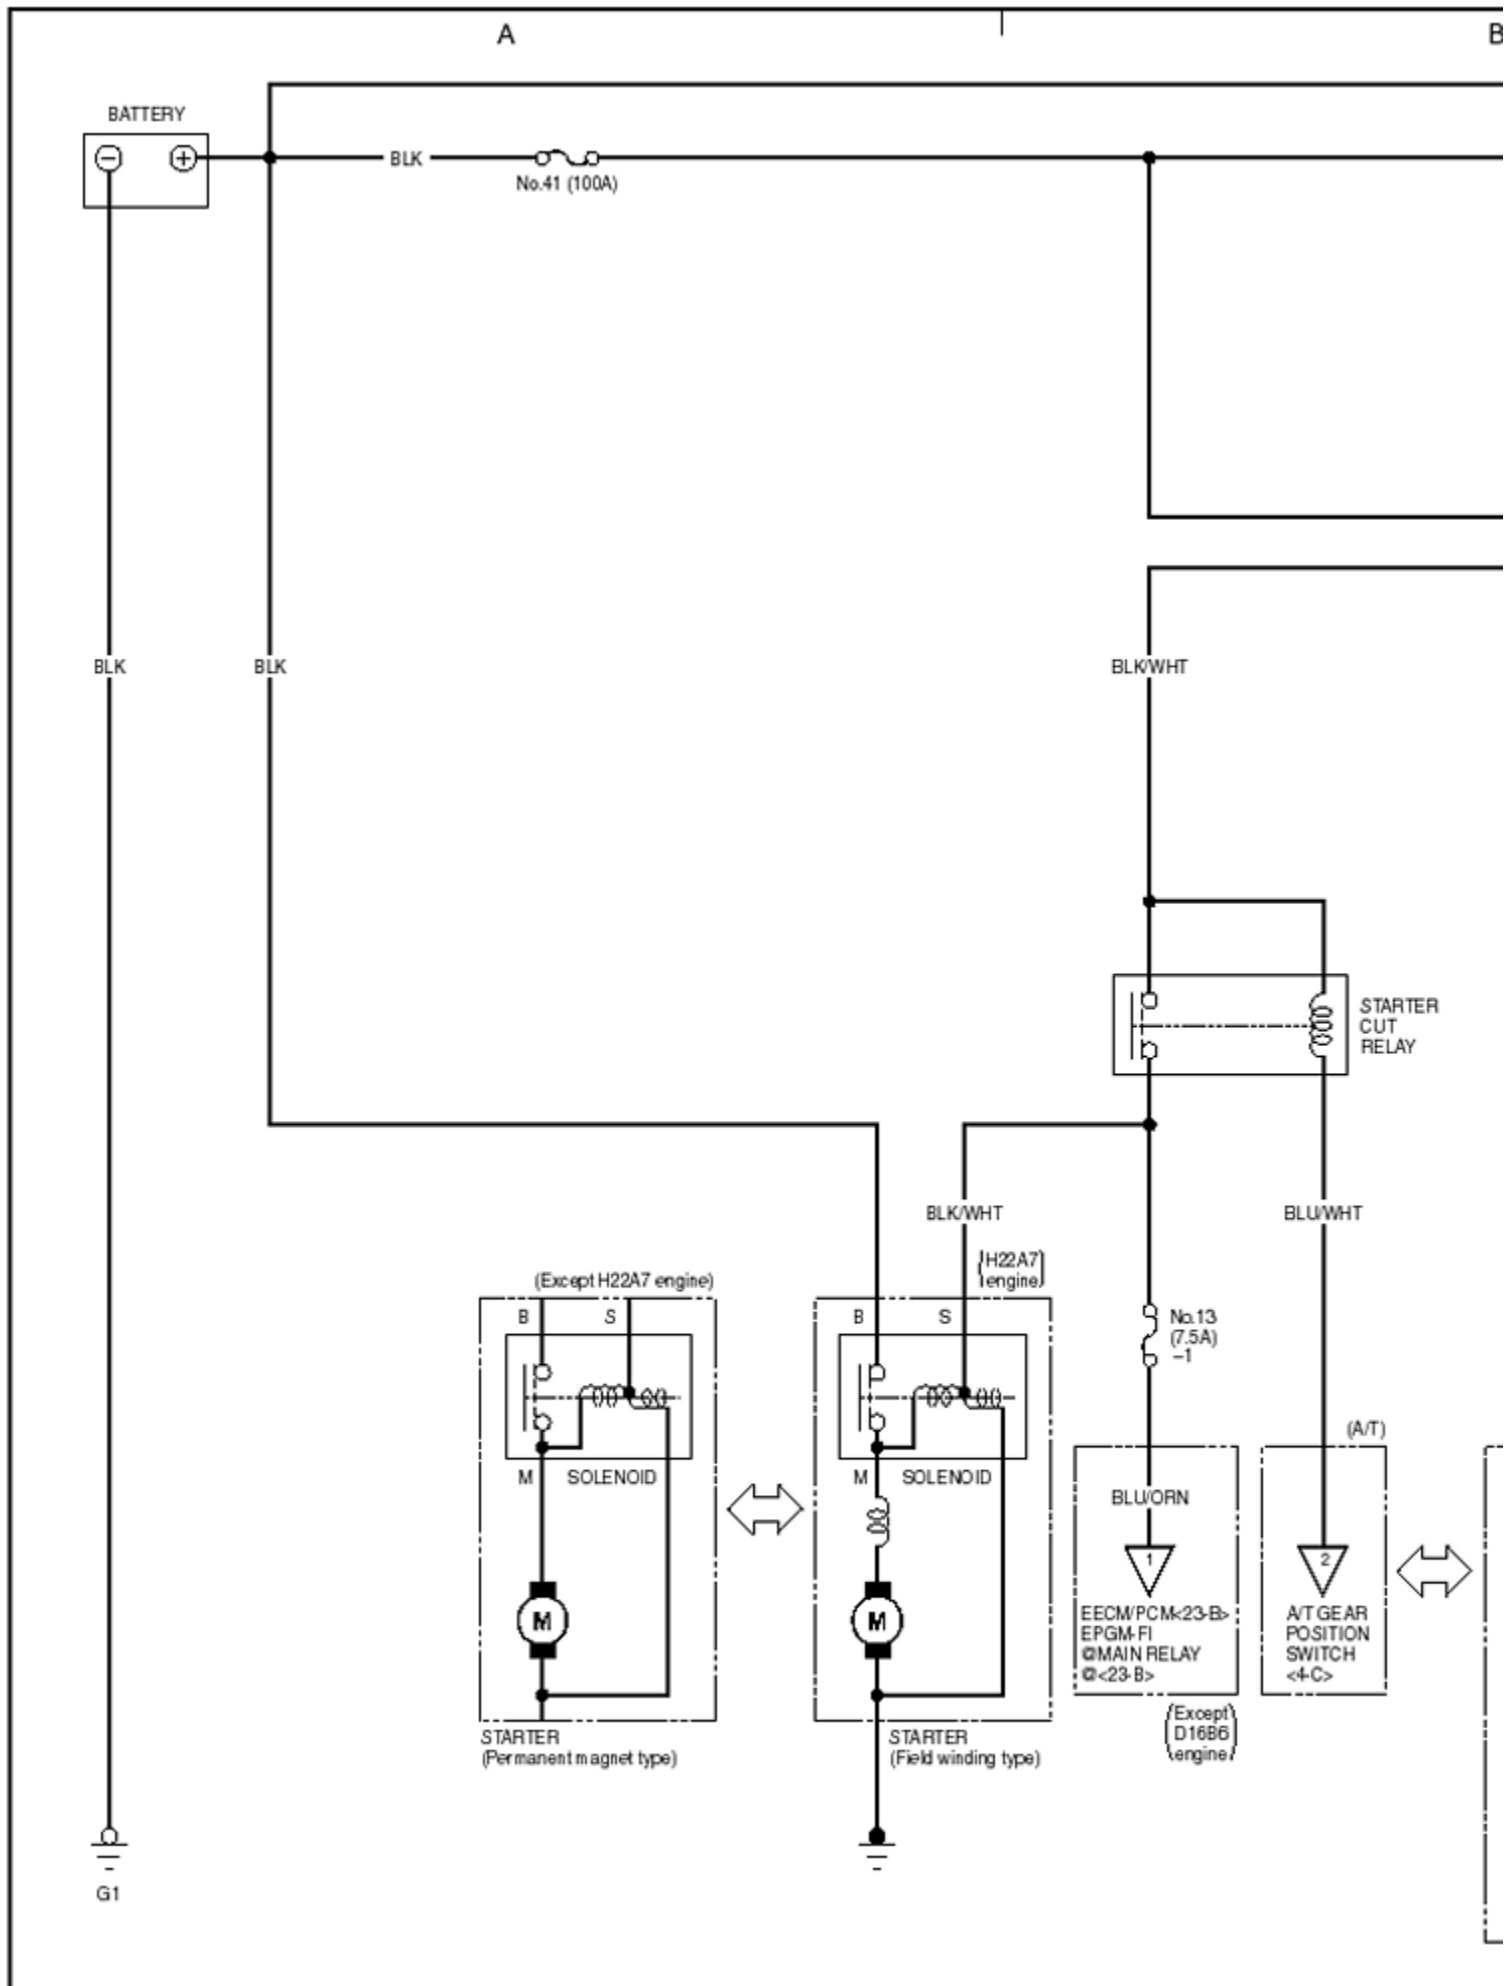 A
B
BATTERY
BLK
No.41 (100A)
BLK
BLK
BLK/WHT
STARTER
CUT
RELAY
BLK/WHT
BLU/WHT
(Except H22A7 engine)
H22A7
engine
B
S
B
S
No.13
(7.5A)
–1
(A/T)
M
SOLENOID
M
SOLENOID
BLU/ORN
1
2
M
M
EECM/PCM<23-B>
EPGM-FI
@MAIN RELAY
@<23-B>
A/T GEAR
POSITION
SWITCH
<4-C>
STARTER
(Permanent magnet type)
STARTER
(Field winding type)
(Except
D16B6
engine)
G1